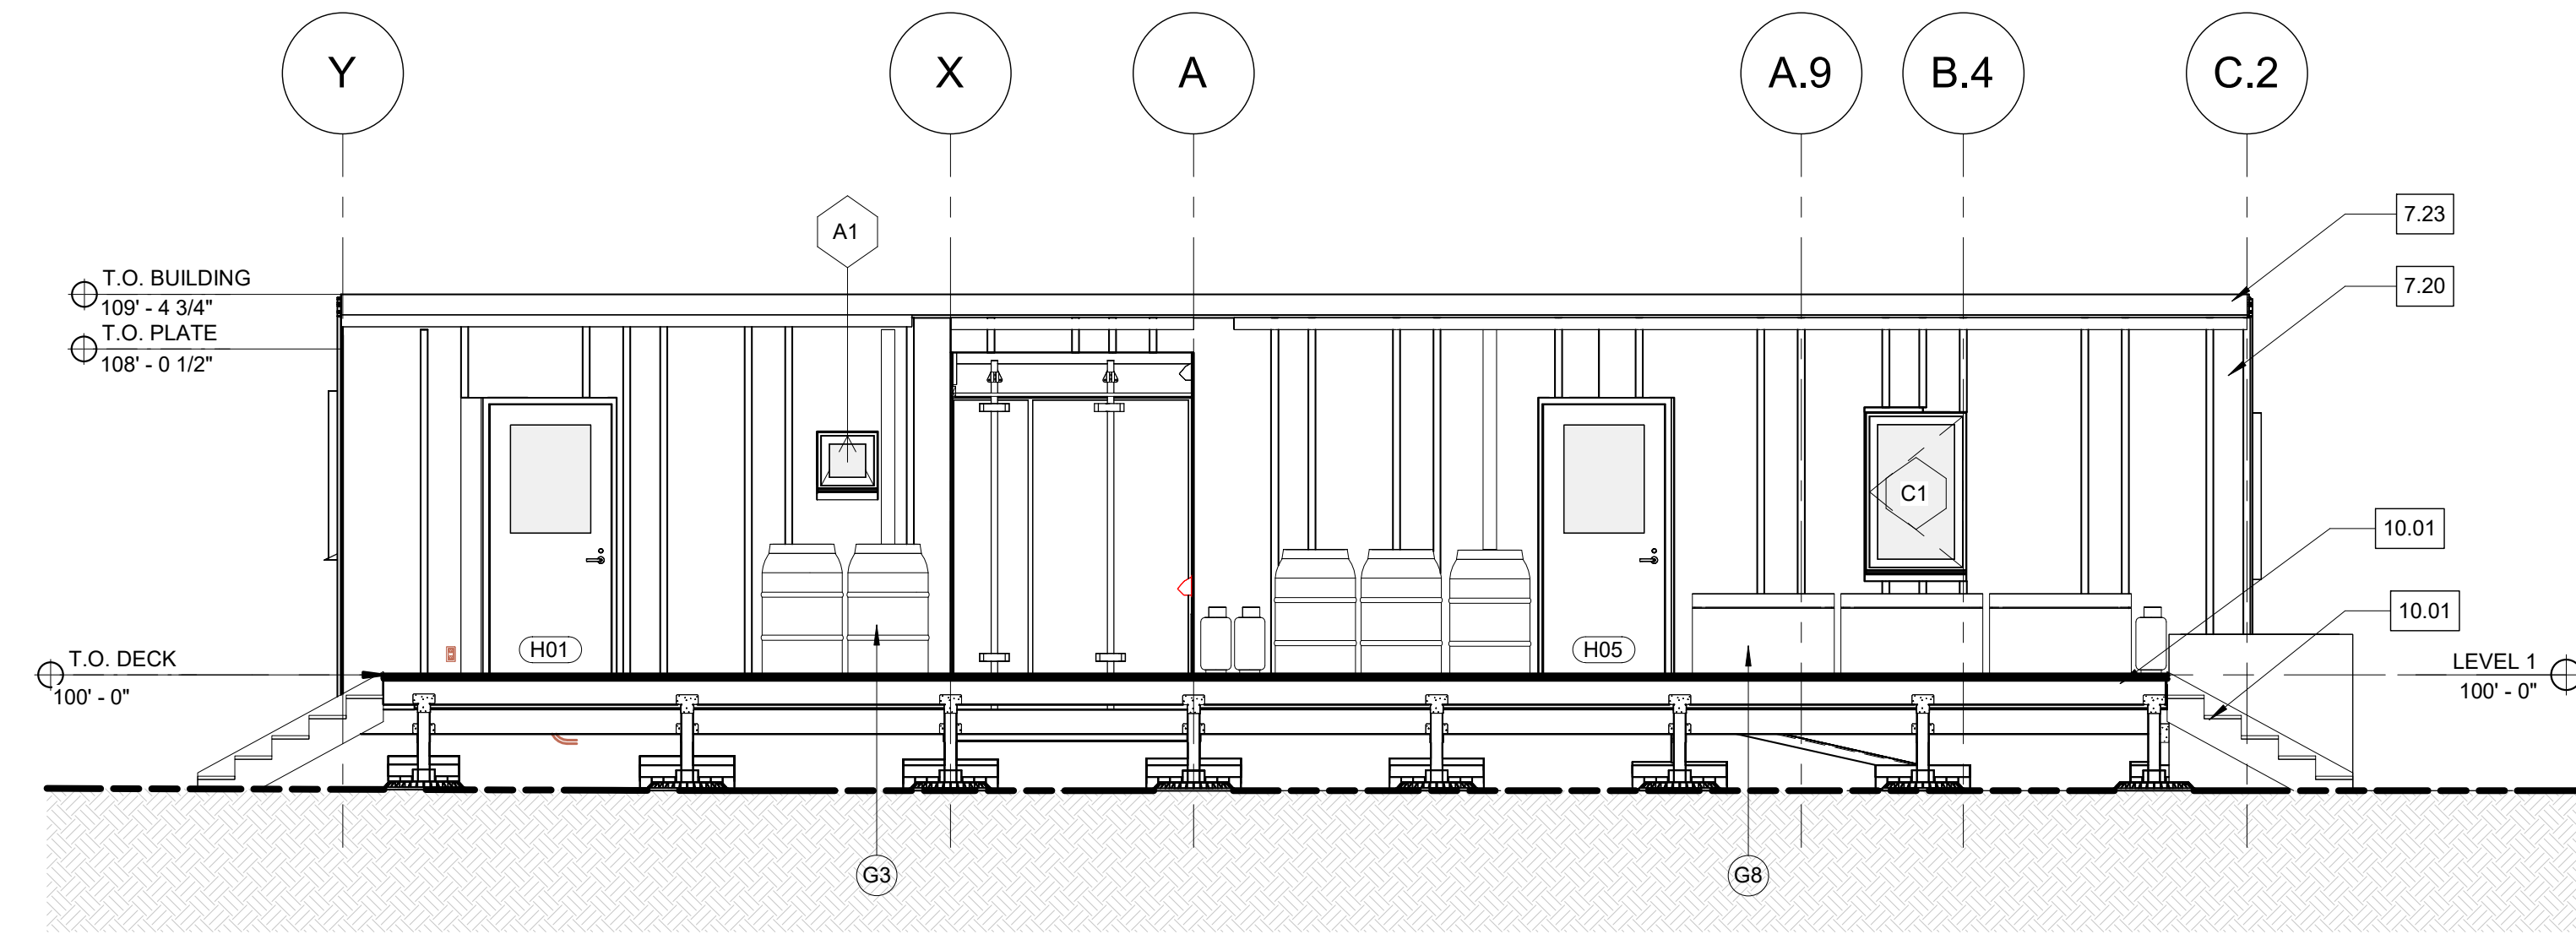 Y
X
A
A.9
B.4
C.2
A1
7.23
7.20
T.O. BUILDING
109' - 4 3/4"
T.O. PLATE
108' - 0 1/2"
C1
10.01
10.01
H01
H05
T.O. DECK
100' - 0"
LEVEL 1
100' - 0"
G3
G8